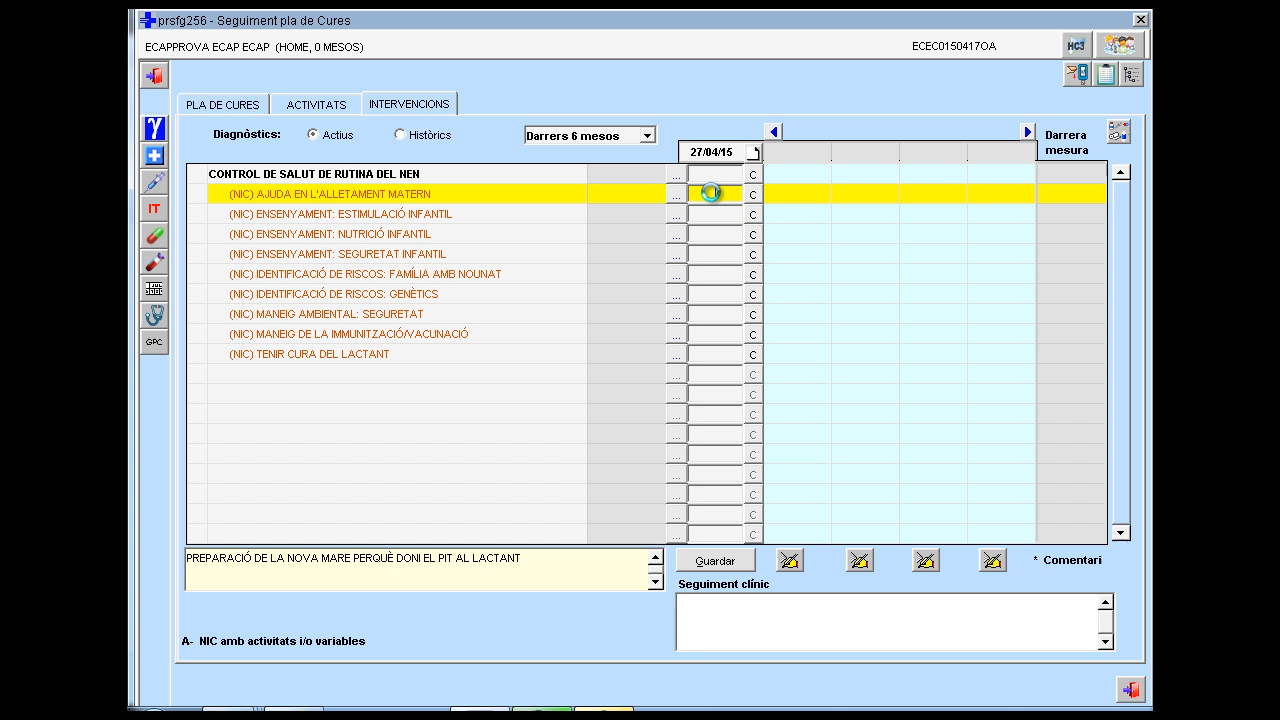 prsfg256 - Seguiment pla de Cures
ECAPPROVA ECAP ECAP (HOME, 0 MESOS)
ECEC0150417OA
HC3
PLA DE CURES
ACTIVITATS
INTERVENCIONS
Diagnòstics:
Actius
Històrics
Darrers 6 mesos
Darrera
mesura
27/04/15
CONTROL DE SALUT DE RUTINA DEL NEN
... C
(NIC) AJUDA EN L'ALLETAMENT MATERN
... C
(NIC) ENSENYAMENT: ESTIMULACIÓ INFANTIL
... C
(NIC) ENSENYAMENT: NUTRICIÓ INFANTIL
... C
(NIC) ENSENYAMENT: SEGURETAT INFANTIL
... C
(NIC) IDENTIFICACIÓ DE RISCOS: FAMÍLIA AMB NOUNAT
... C
(NIC) IDENTIFICACIÓ DE RISCOS: GENÈTICS
... C
(NIC) MANEIG AMBIENTAL: SEGURETAT
... C
(NIC) MANEIG DE LA IMMUNITZACIÓ/VACUNACIÓ
... C
(NIC) TENIR CURA DEL LACTANT
... C
... C
... C
... C
... C
... C
... C
... C
... C
... C
γ
IT
GPC
PREPARACIÓ DE LA NOVA MARE PERQUÈ DONI EL PIT AL LACTANT
Guardar
* Comentari
Seguiment clínic
A- NIC amb activitats i/o variables